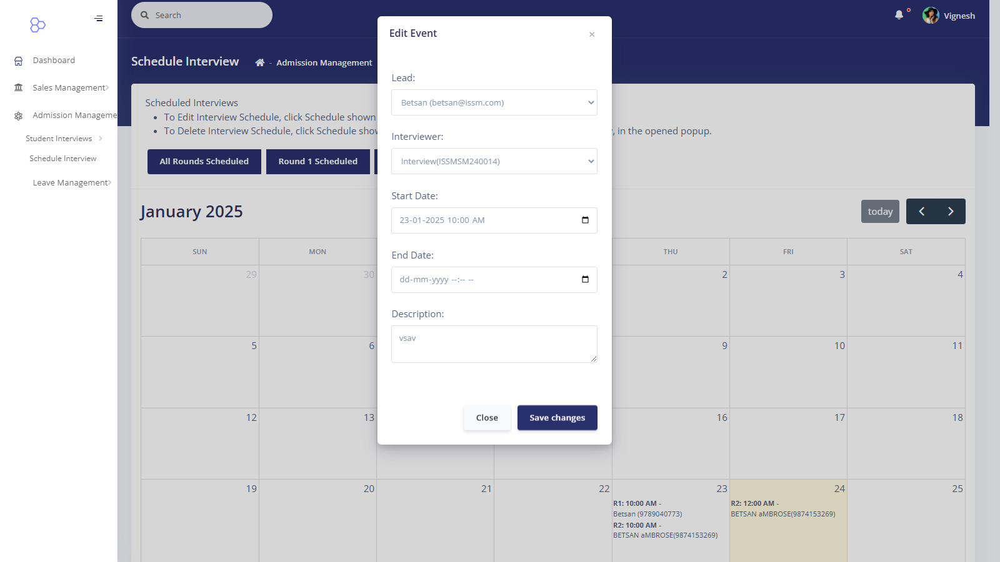 Search
Vignesh
Dashboard
Sales Management
Admission Manageme
Student Interviews
Schedule Interview
Leave Management
Schedule Interview
- Admission Management
Scheduled Interviews
To Edit Interview Schedule, click Schedule shown
To Delete Interview Schedule, click Schedule show
, in the opened popup.
All Rounds Scheduled
Round 1 Scheduled
January 2025
today
SUN MON THU FRI SAT
29 30 2 3 4
5 6 9 10 11
12 13 16 17 18
19 20 21 22 23 24 25
R1: 10:00 AM -
Betsan (9789040773)
R2: 10:00 AM -
BETSAN aMBROSE(9874153269)
R2: 12:00 AM -
BETSAN aMBROSE(9874153269)
Edit Event
×
Lead:
Betsan (betsan@issm.com)
Interviewer:
Interview(ISSMSM240014)
Start Date:
23-01-2025 10:00 AM
End Date:
dd-mm-yyyy --:-- --
Description:
vsav
Close
Save changes